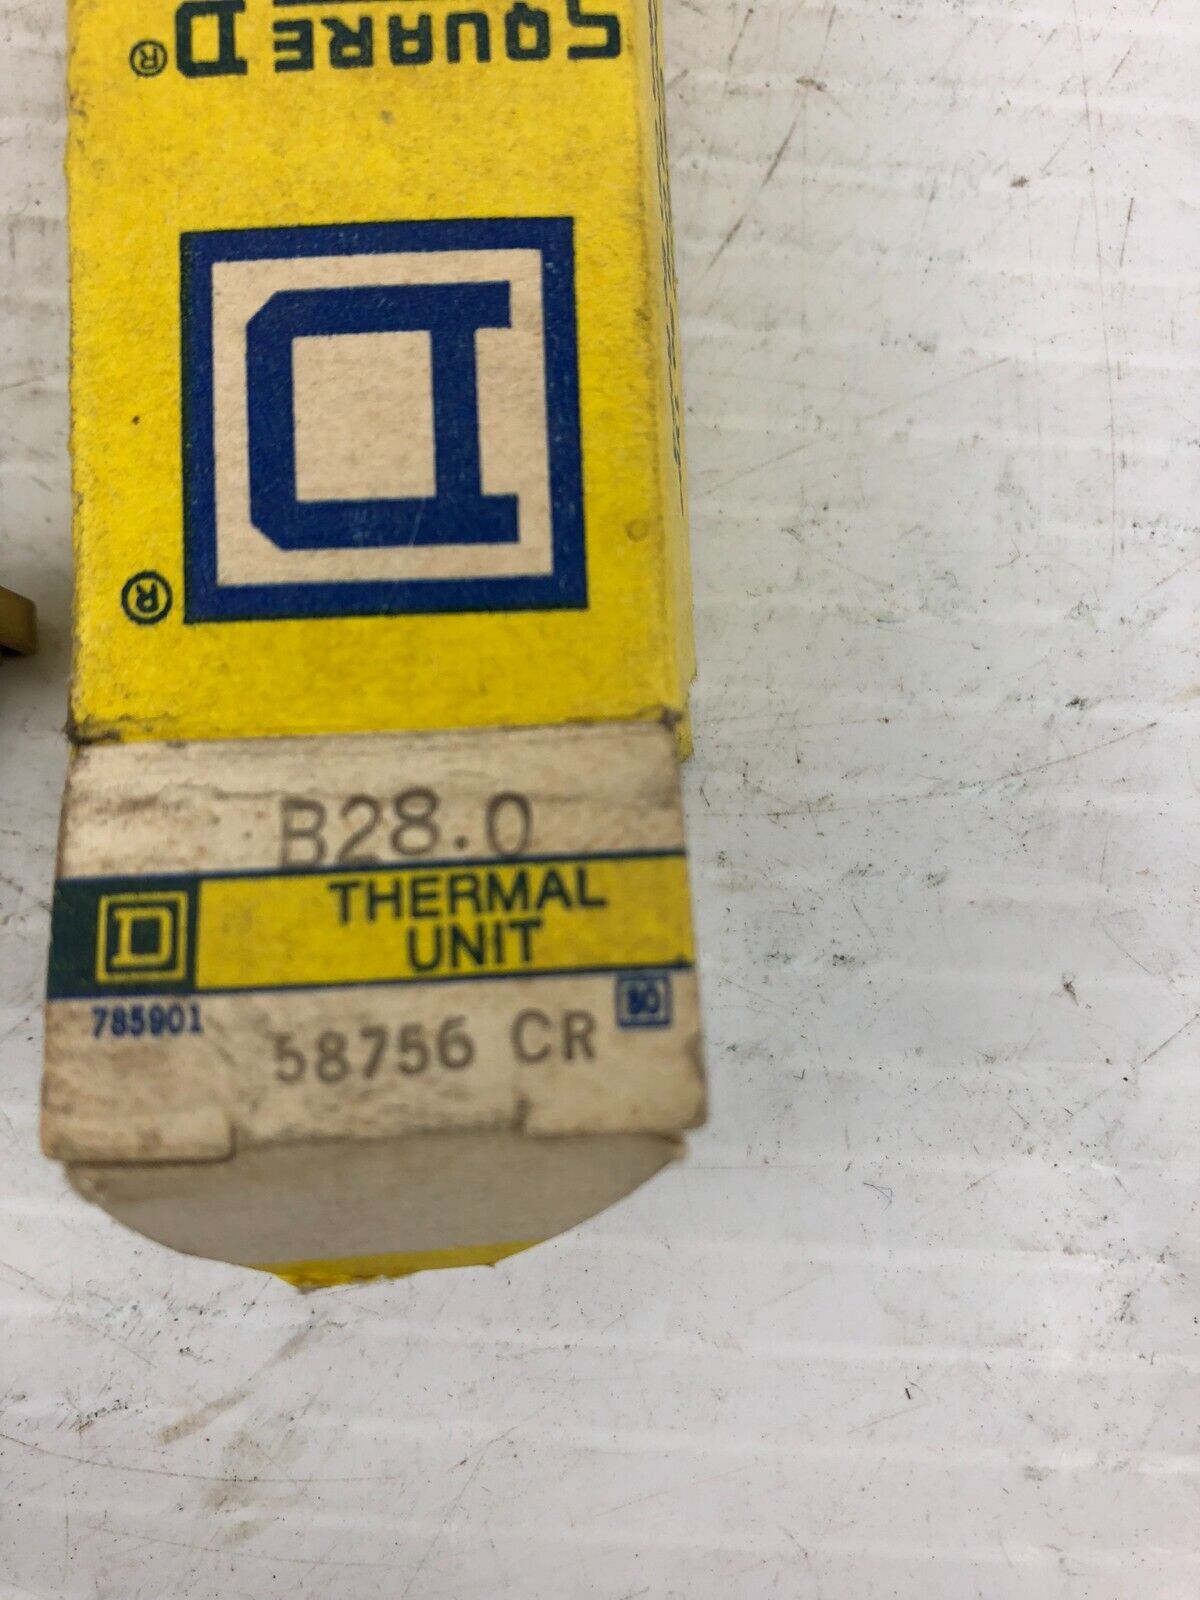 SQUARE D®
D
®
B28.0
D
THERMAL
UNIT
785901
80
58756 CR